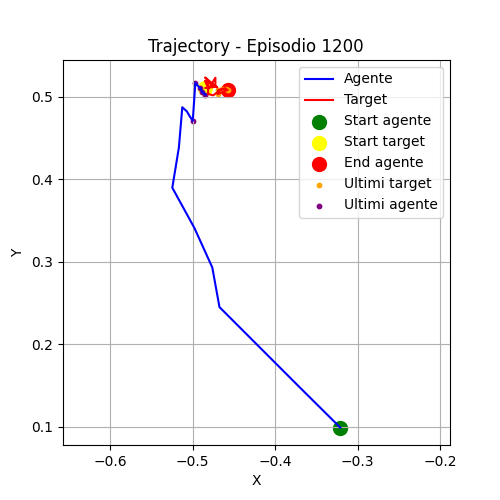 Trajectory - Episodio 1200
Agente
Target
Start agente
Start target
End agente
Ultimi target
Ultimi agente
Y
0.5
0.4
0.3
0.2
0.1
−0.6
−0.5
−0.4
−0.3
−0.2
X